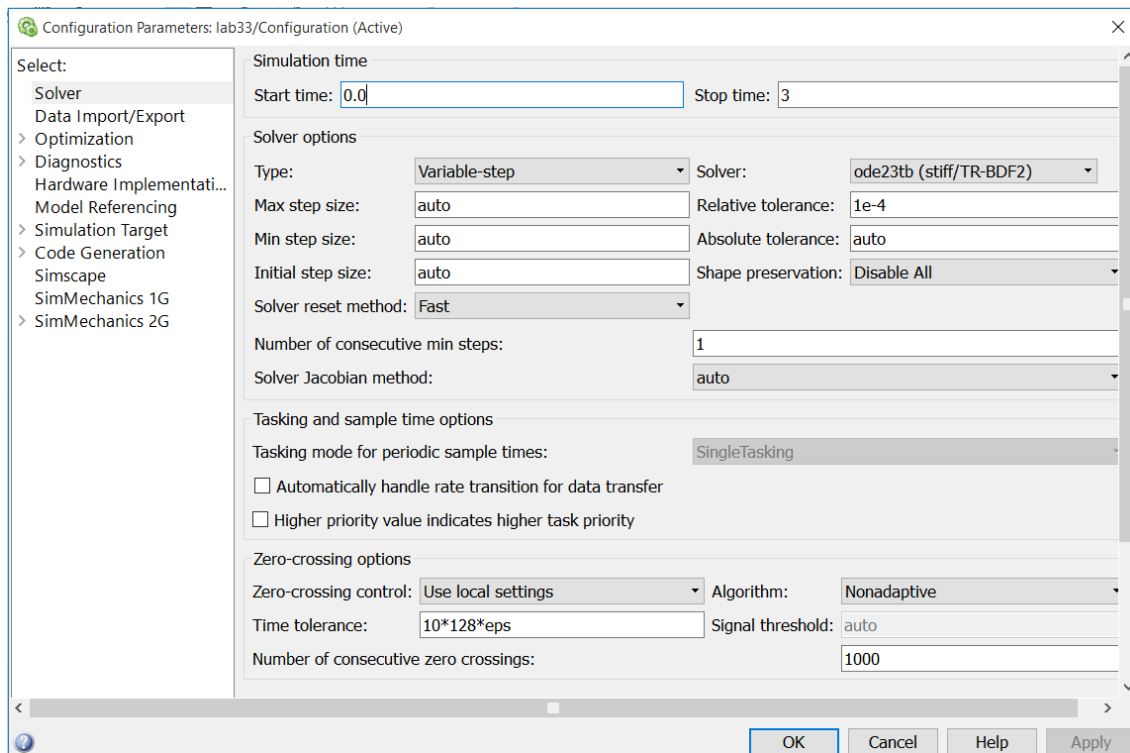 Configuration Parameters: lab33/Configuration (Active)
Select:
Solver
Data Import/Export
Optimization
Diagnostics
Hardware Implementati...
Model Referencing
Simulation Target
Code Generation
Simscape
SimMechanics 1G
SimMechanics 2G
Simulation time
Start time: 0.0 Stop time: 3
Solver options
Type: Variable-step Solver: ode23tb (stiff/TR-BDF2)
Max step size: auto Relative tolerance: 1e-4
Min step size: auto Absolute tolerance: auto
Initial step size: auto Shape preservation: Disable All
Solver reset method: Fast
Number of consecutive min steps: 1
Solver Jacobian method: auto
Tasking and sample time options
Tasking mode for periodic sample times: SingleTasking
Automatically handle rate transition for data transfer
Higher priority value indicates higher task priority
Zero-crossing options
Zero-crossing control: Use local settings Algorithm: Nonadaptive
Time tolerance: 10*128*eps Signal threshold: auto
Number of consecutive zero crossings: 1000
OK Cancel Help Apply